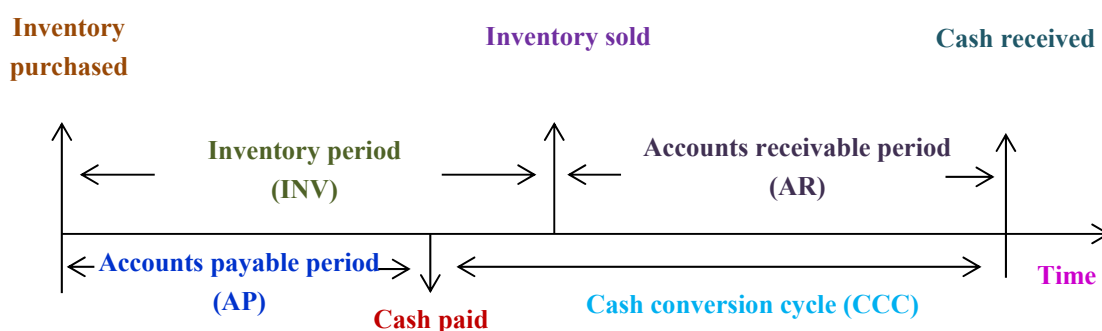 Inventory
purchased
Inventory sold
Cash received
Inventory period
(INV)
Accounts receivable period
(AR)
Accounts payable period
(AP)
Cash paid
Cash conversion cycle (CCC)
Time